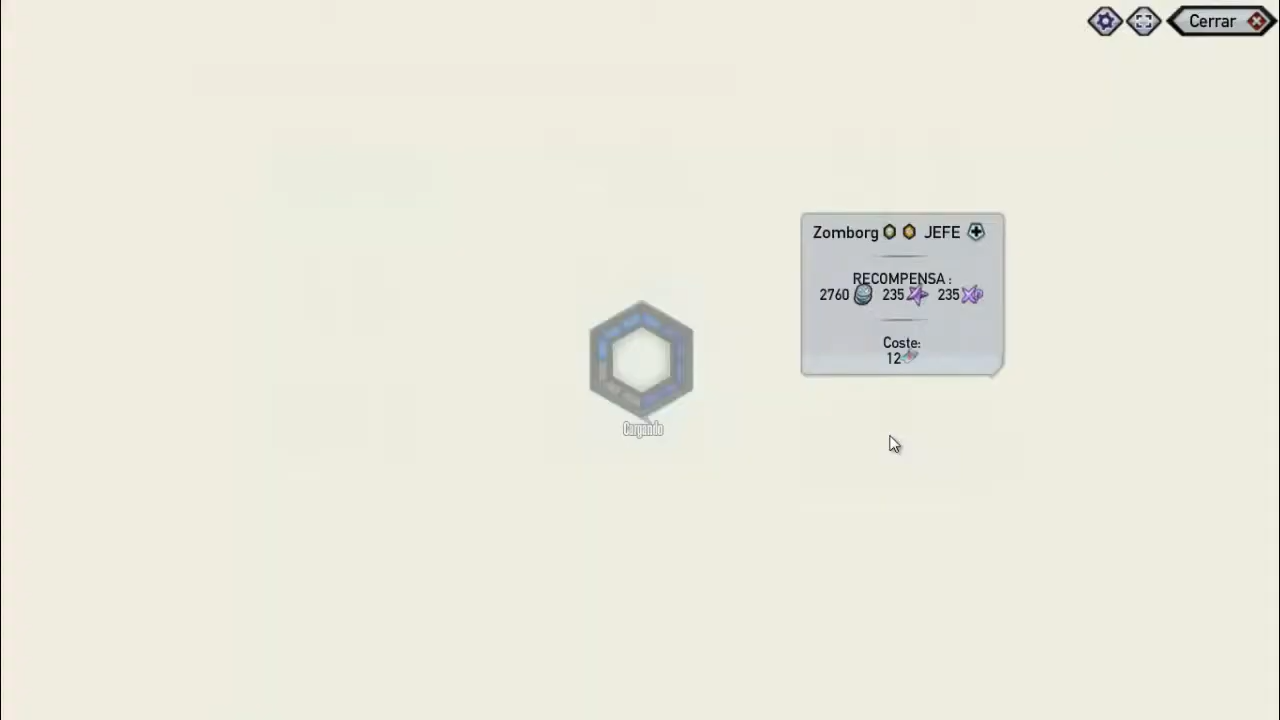 Cerrar
Zomborg JEFE
RECOMPENSA :
2760 235 235
Coste:
12
Cargando